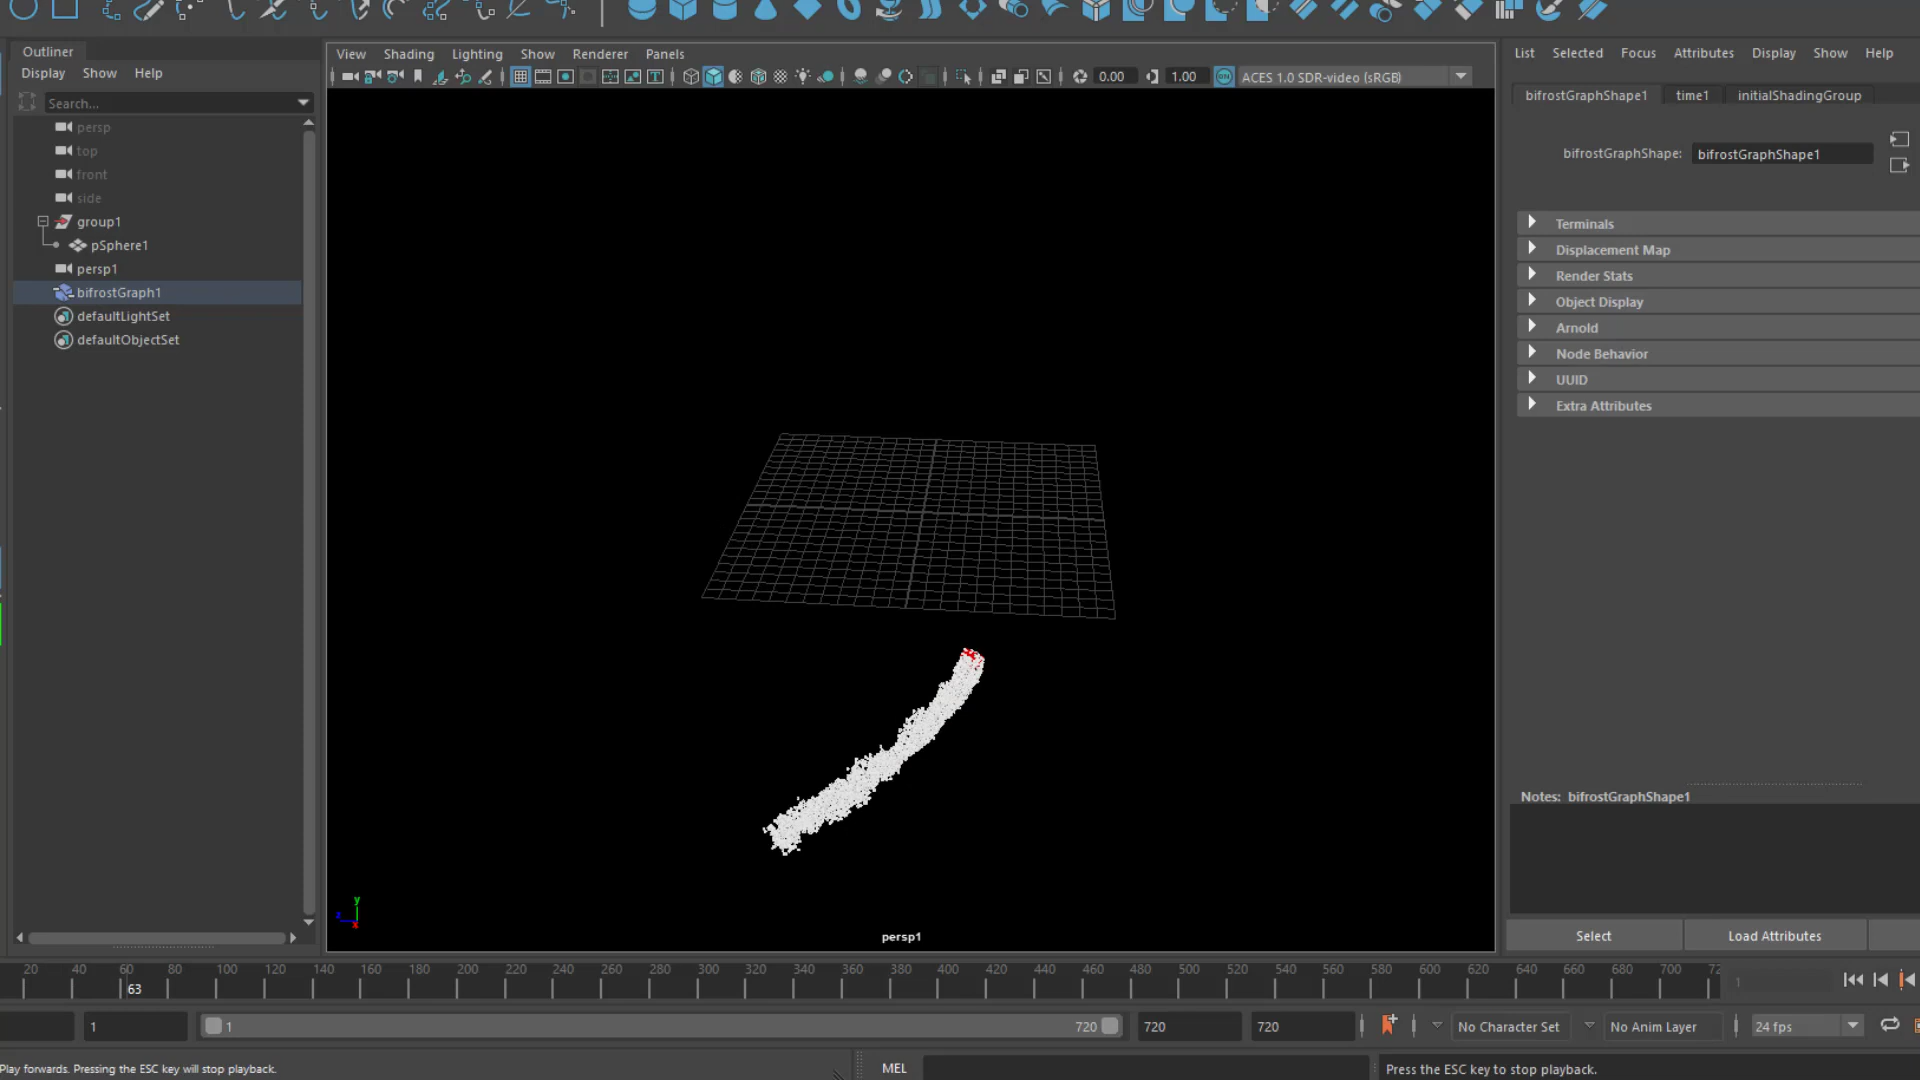 Outliner
Display Show Help
Search...
persp
top
front
side
group1
pSphere1
persp1
bifrostGraph1
defaultLightSet
defaultObjectSet
View Shading Lighting Show Renderer Panels
0.00 1.00 ACES 1.0 SDR-video (sRGB)
y
z
x
persp1
List Selected Focus Attributes Display Show Help
bifrostGraphShape1 time1 initialShadingGroup
bifrostGraphShape: bifrostGraphShape1
Terminals
Displacement Map
Render Stats
Object Display
Arnold
Node Behavior
UUID
Extra Attributes
Notes: bifrostGraphShape1
Select Load Attributes
20 40 60 80 100 120 140 160 180 200 220 240 260 280 300 320 340 360 380 400 420 440 460 480 500 520 540 560 580 600 620 640 660 680 700 72
63 1
1 1 720 720 720 No Character Set No Anim Layer 24 fps
Play forwards. Pressing the ESC key will stop playback. MEL Press the ESC key to stop playback.